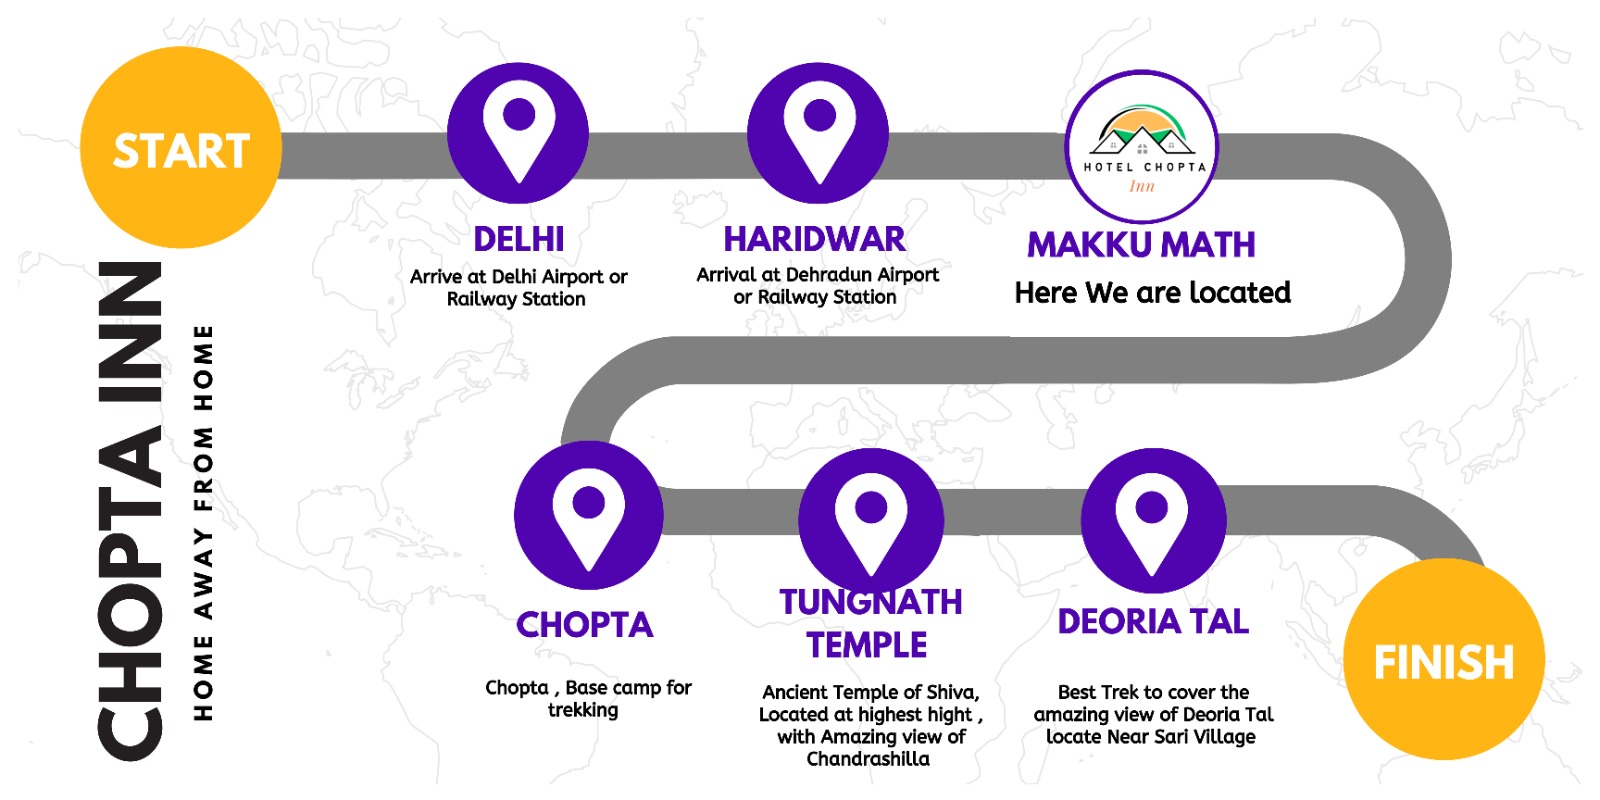 START
CHOPTA INN
HOME AWAY FROM HOME
DELHI
Arrive at Delhi Airport or
Railway Station
HARIDWAR
Arrival at Dehradun Airport
or Railway Station
HOTEL CHOPTA
Inn
MAKKU MATH
Here We are located
CHOPTA
Chopta , Base camp for
trekking
TUNGNATH
TEMPLE
Ancient Temple of Shiva,
Located at highest hight ,
with Amazing view of
Chandrashilla
DEORIA TAL
Best Trek to cover the
amazing view of Deoria Tal
locate Near Sari Village
FINISH